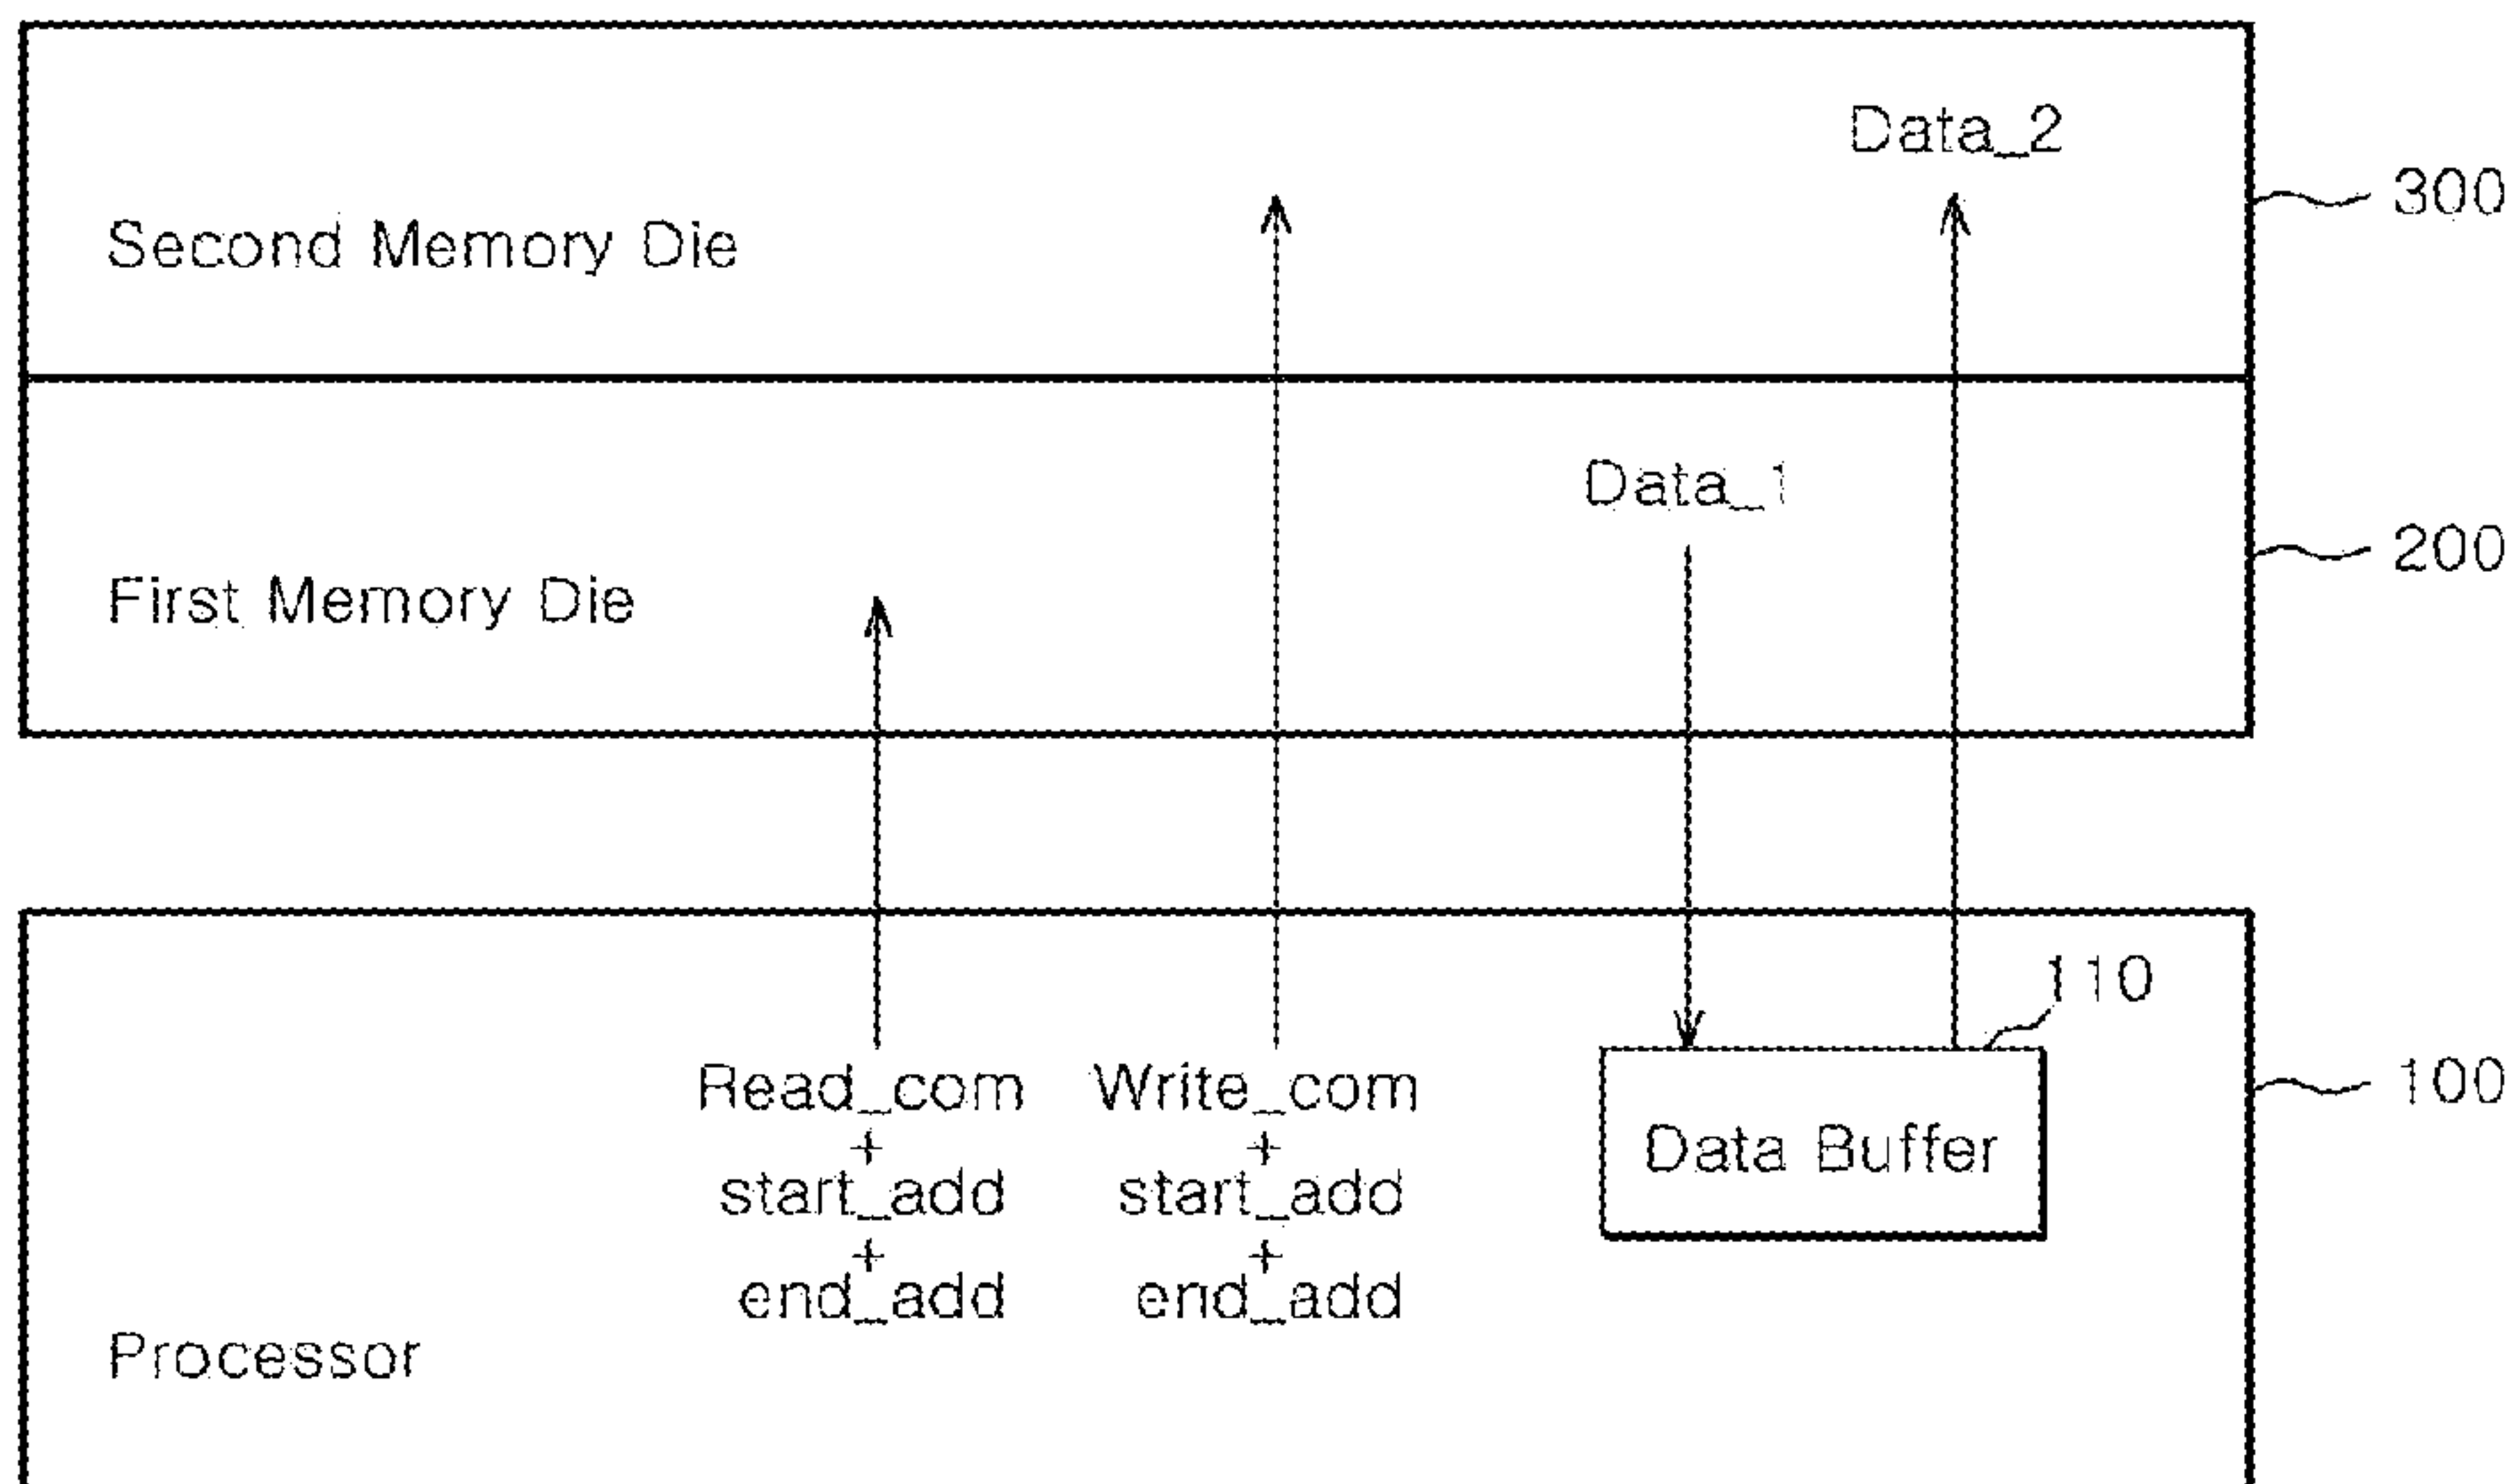 Data_2
300
Second Memory Die
Data_1
200
First Memory Die
110
Read_com Write_com
100
+ +
Data Buffer
start_add start_add
+ +
end_add end_add
Processor